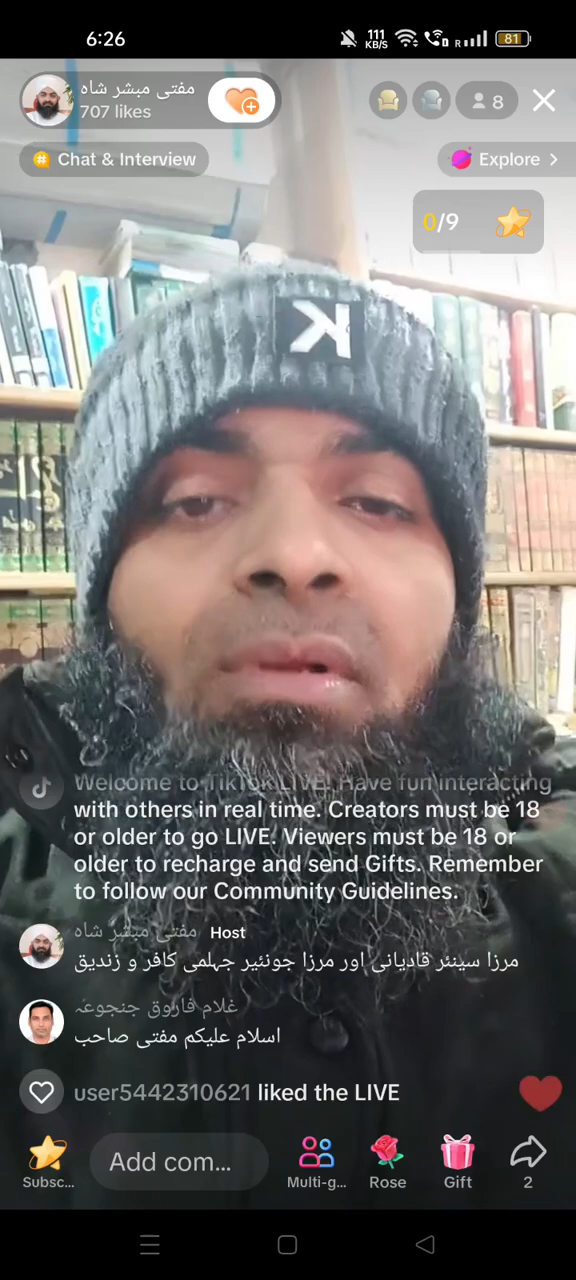 6:26
111
KB/S
R
81
مفتی مبشر شاہ
707 likes
8
Chat & Interview
Explore
0/9
K
Welcome to TikTok LIVE! Have fun interacting
with others in real time. Creators must be 18
or older to go LIVE. Viewers must be 18 or
older to recharge and send Gifts. Remember
to follow our Community Guidelines.
مفتی مبشر شاہ Host
مرزا سینئر قادیانی اور مرزا جونئیر جہلمی کافر و زندیق
غلام فاروق جنجوعہ
اسلام علیکم مفتی صاحب
user5442310621 liked the LIVE
Subsc...
Add com...
Multi-g...
Rose
Gift
2